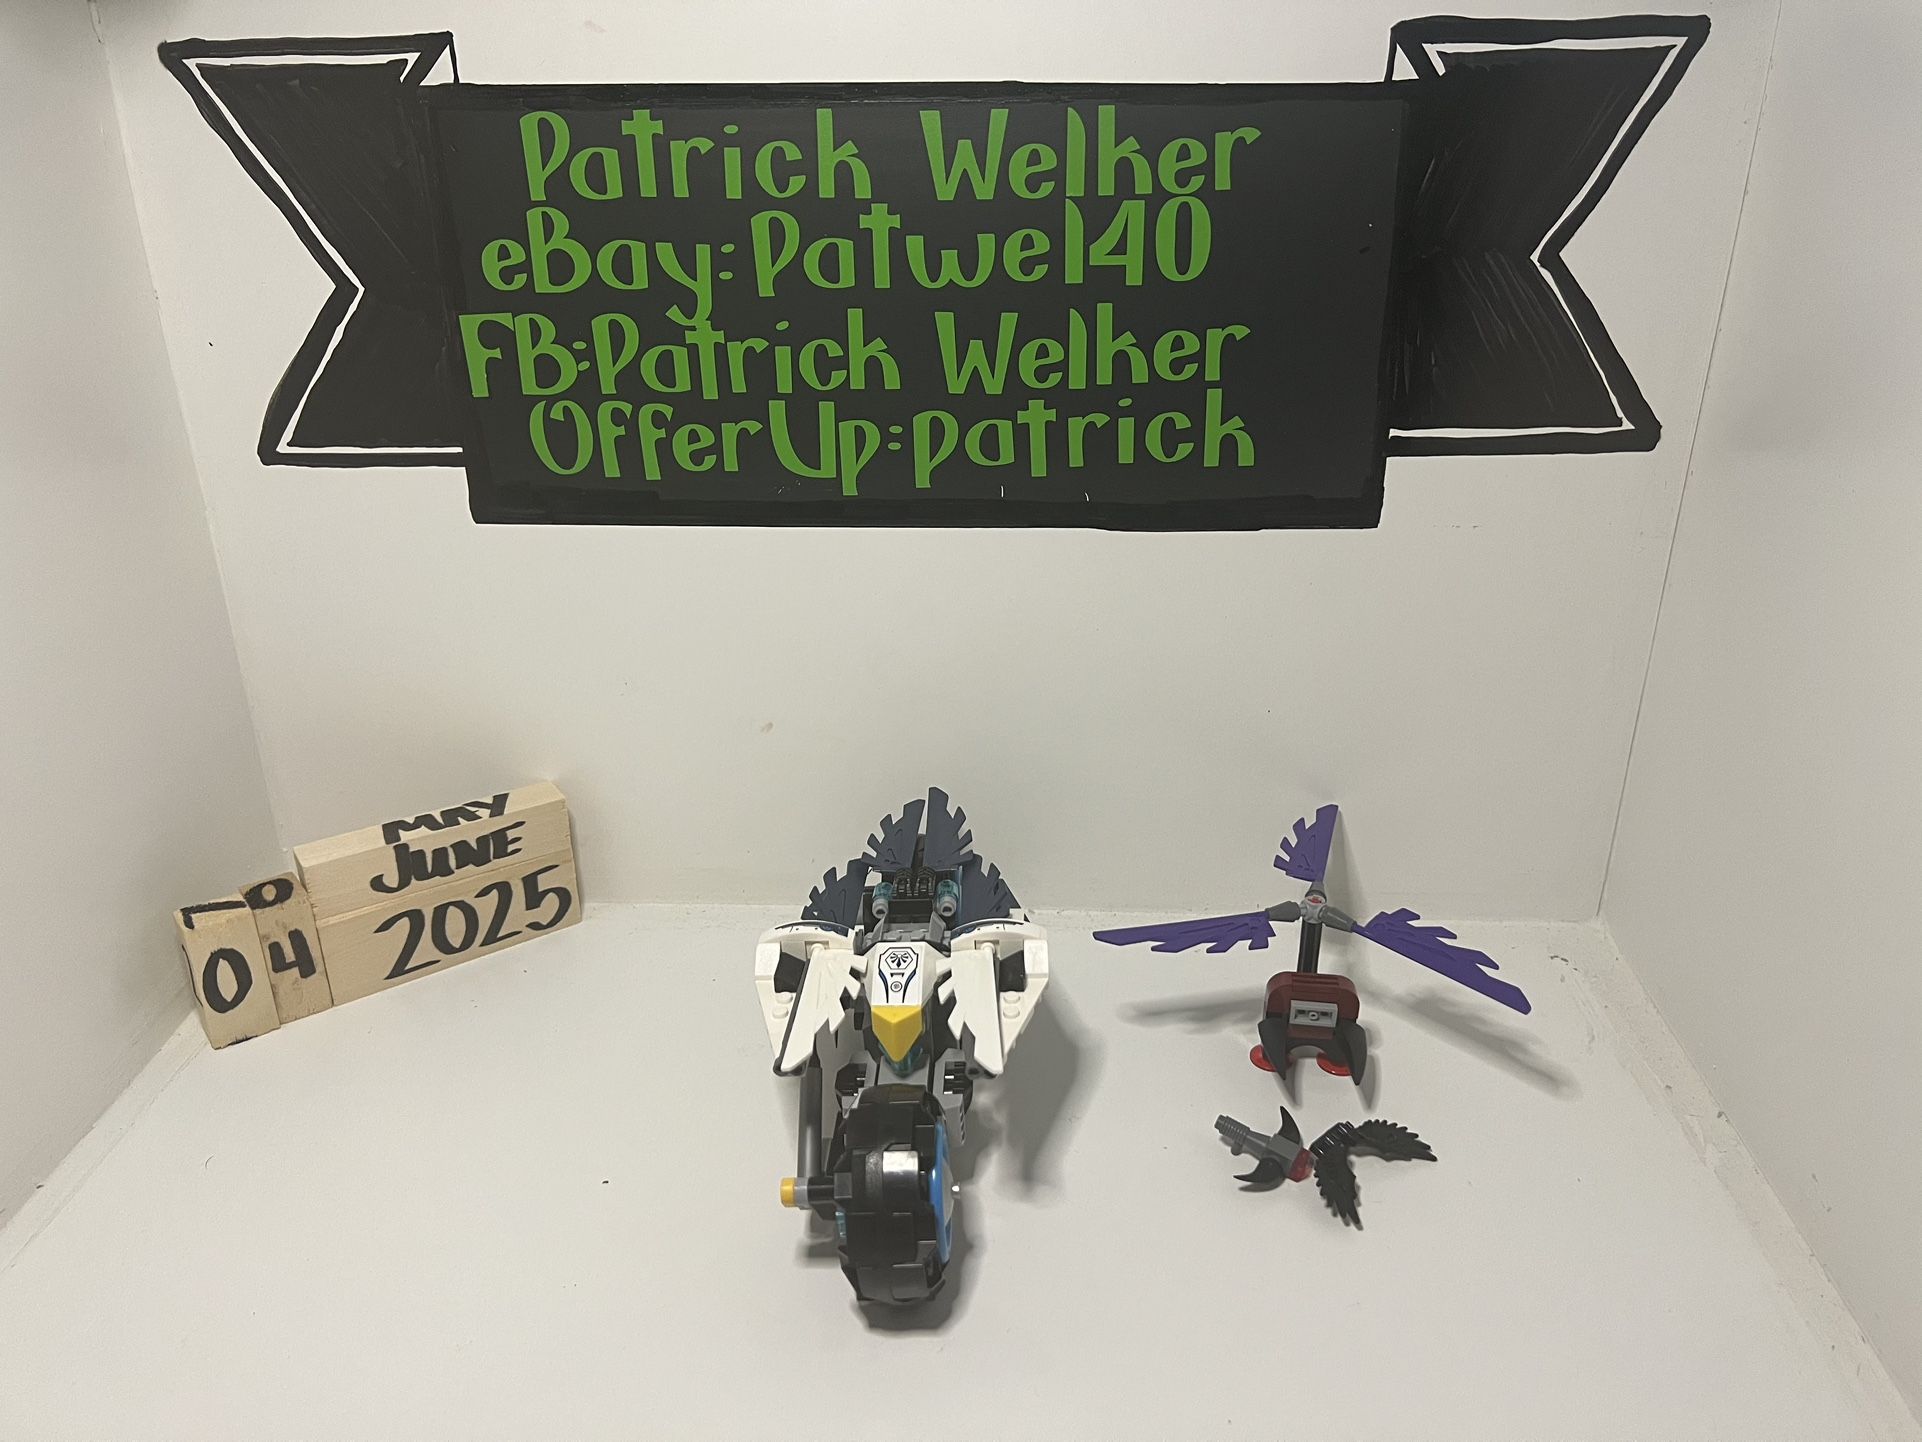 Patrick Welker
eBay:Patwel40
FB:Patrick Welker
OfferUp:patrick
MAY
JUNE
2025
04